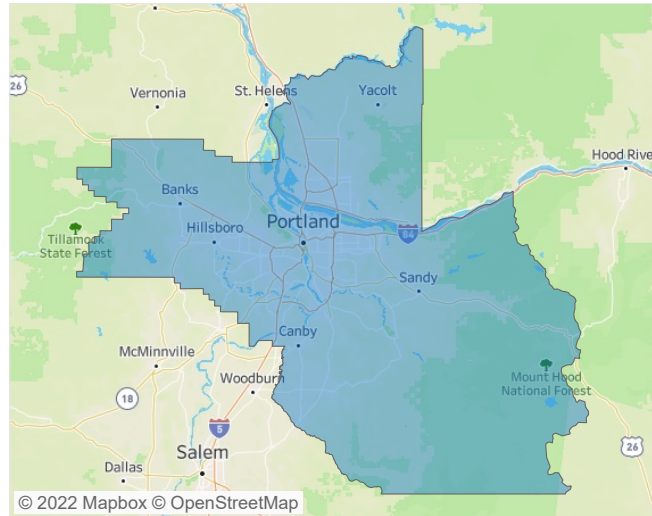 26
Vernonia
St. Helens
Yacolt
Hood Rive
Banks
Portland
Hillsboro
84
Tillamook
State Forest
Sandy
Canby
McMinnville
Mount Hood
National Forest
Woodburn
18
5
26
Salem
Dallas
© 2022 Mapbox © OpenStreetMap